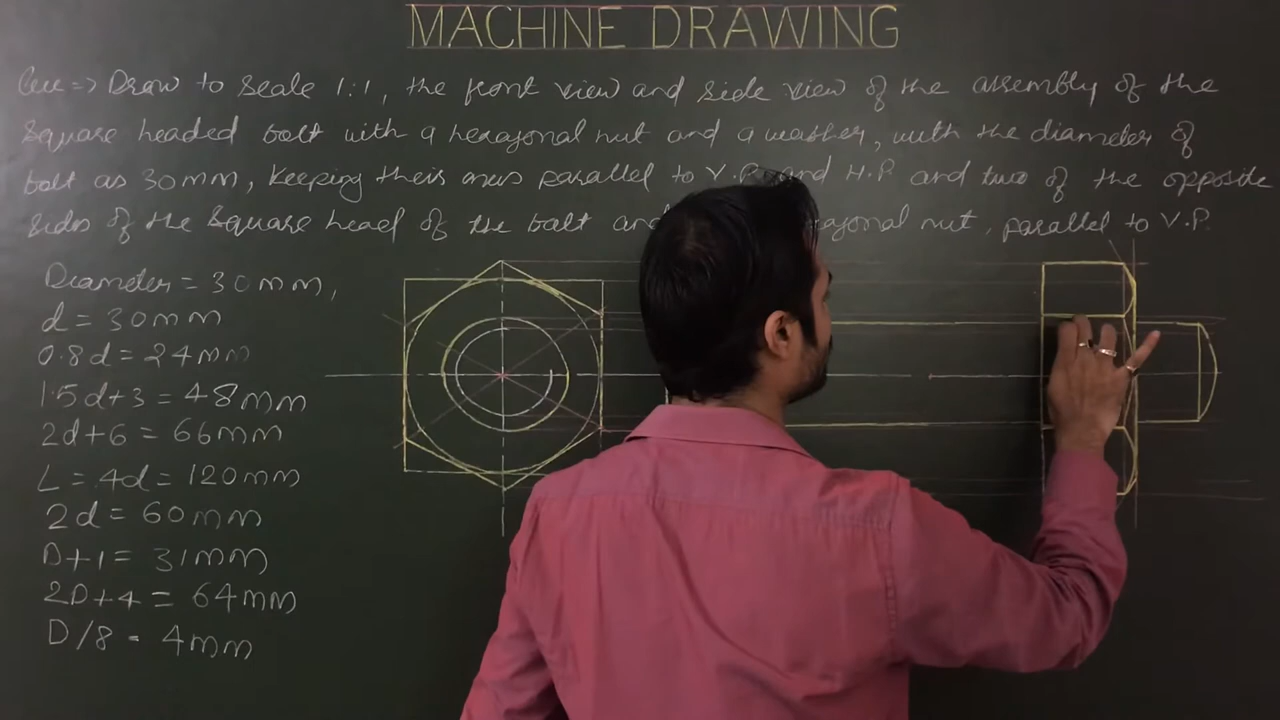 MACHINE DRAWING
Que => Draw to Scale 1:1, the front view and side view of the assembly of the
Square headed bolt with a hexagonal nut and a washer, with the diameter of
bolt as 30MM, keeping their axes parallel to V.P. and H.P. and two of the opposite
sides of the square head of the bolt and nut, parallel to V.P.
Diameter = 30mm,
d = 30mm
0.8d = 24mm
1.5d+3 = 48mm
2d+6 = 66mm
L = 4d = 120mm
2d = 60mm
D+1 = 31mm
2D+4 = 64mm
D/8 = 4mm